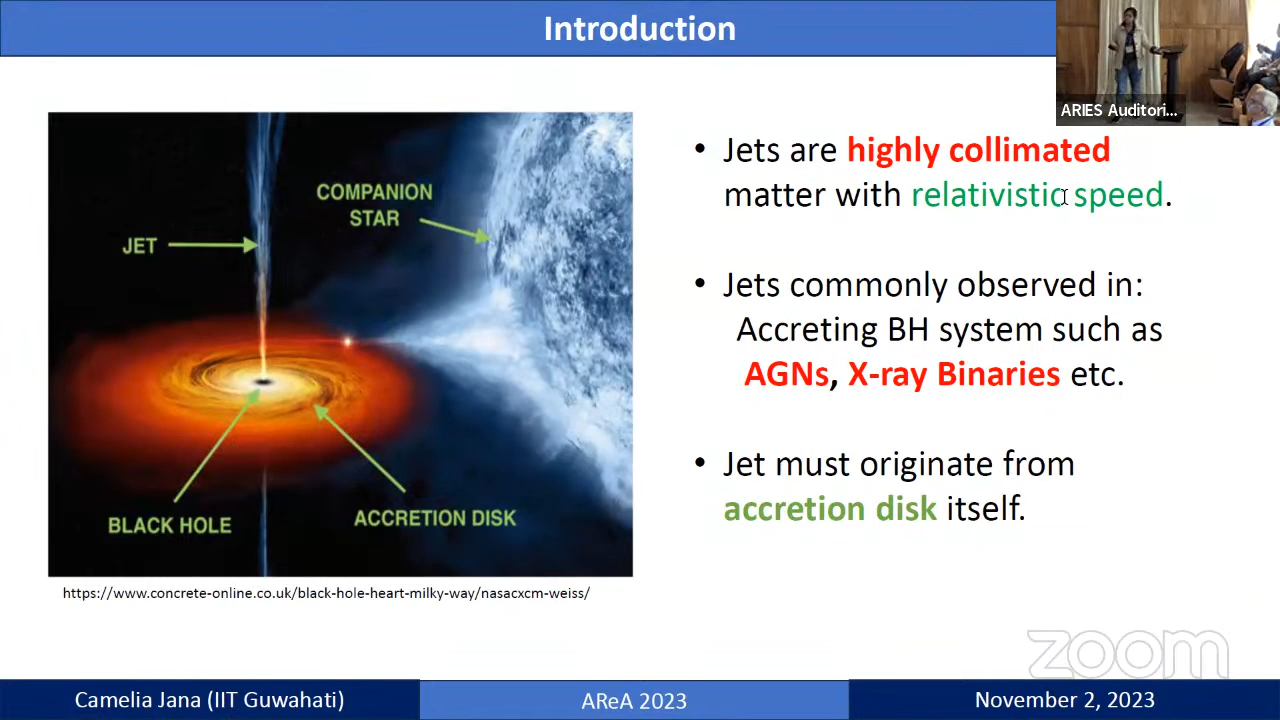 Introduction
ARIES Auditori...
COMPANION
STAR
JET
BLACK HOLE
ACCRETION DISK
https://www.concrete-online.co.uk/black-hole-heart-milky-way/nasacxcm-weiss/
• Jets are highly collimated
matter with relativistic speed.
• Jets commonly observed in:
Accreting BH system such as
AGNs, X-ray Binaries etc.
• Jet must originate from
accretion disk itself.
zoom
Camelia Jana (IIT Guwahati)
AReA 2023
November 2, 2023